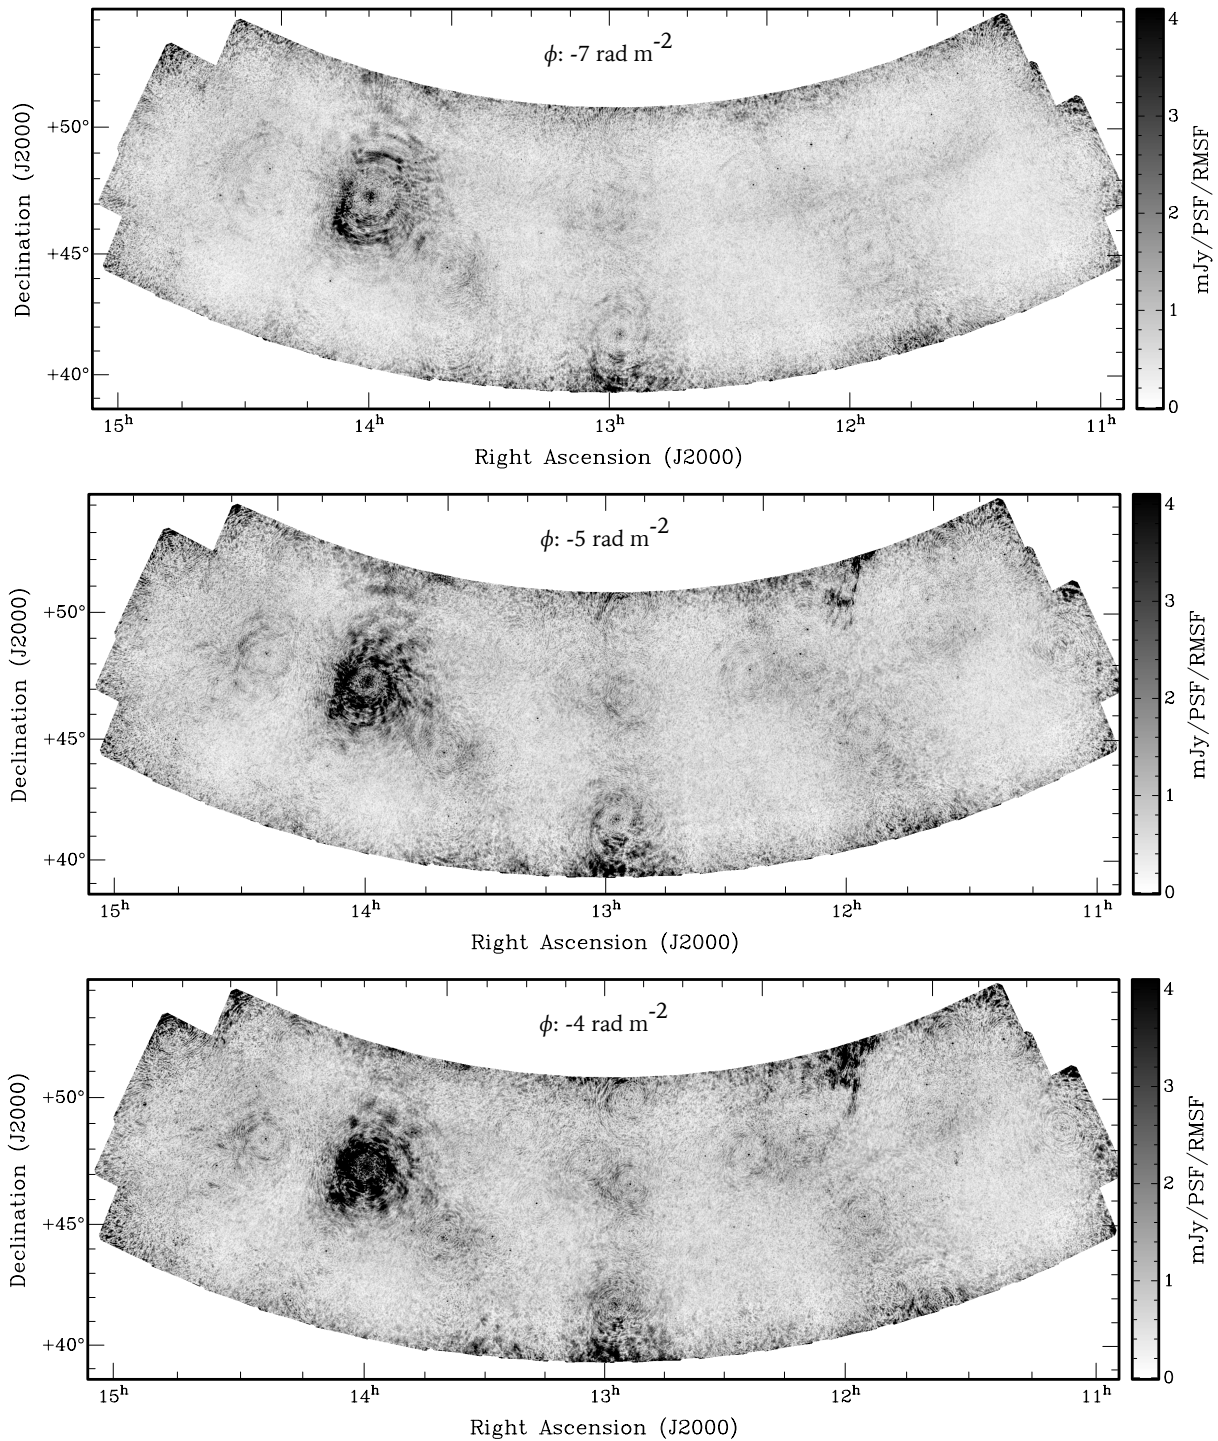 ϕ: -7 rad m-2
+50°
+45°
+40°
15h 14h 13h 12h 11h
Right Ascension (J2000)
Declination (J2000)
4
3
2
1
0
mJy/PSF/RMSF
ϕ: -5 rad m-2
+50°
+45°
+40°
15h 14h 13h 12h 11h
Right Ascension (J2000)
Declination (J2000)
4
3
2
1
0
mJy/PSF/RMSF
ϕ: -4 rad m-2
+50°
+45°
+40°
15h 14h 13h 12h 11h
Right Ascension (J2000)
Declination (J2000)
4
3
2
1
0
mJy/PSF/RMSF